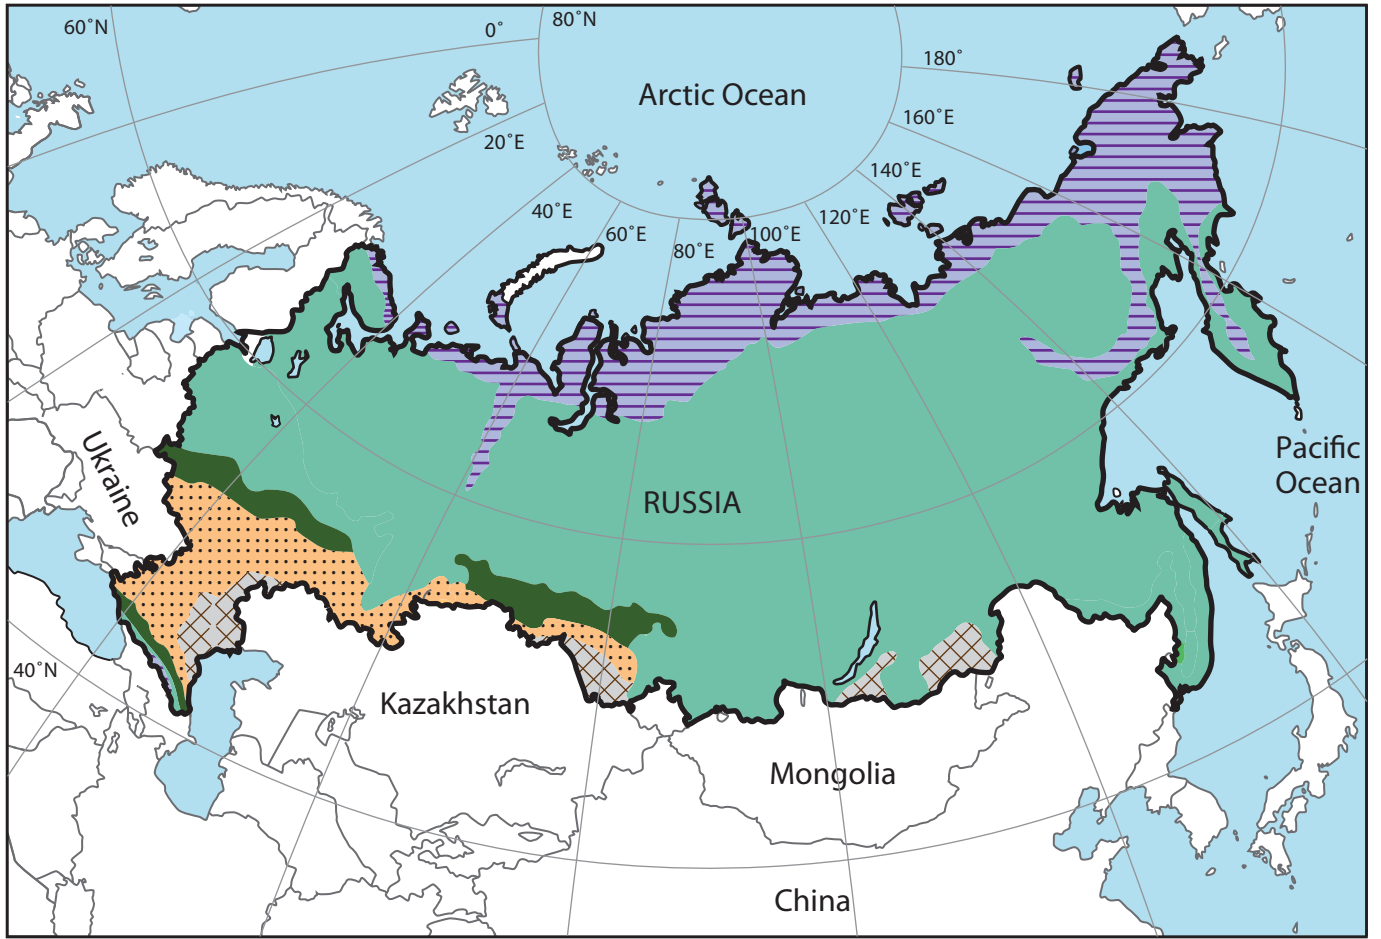 60˚N
0˚
80˚N
180˚
Arctic Ocean
160˚E
20˚E
140˚E
40˚E
120˚E
60˚E
100˚E
80˚E
Ukraine
Pacific
Ocean
RUSSIA
40˚N
Kazakhstan
Mongolia
China